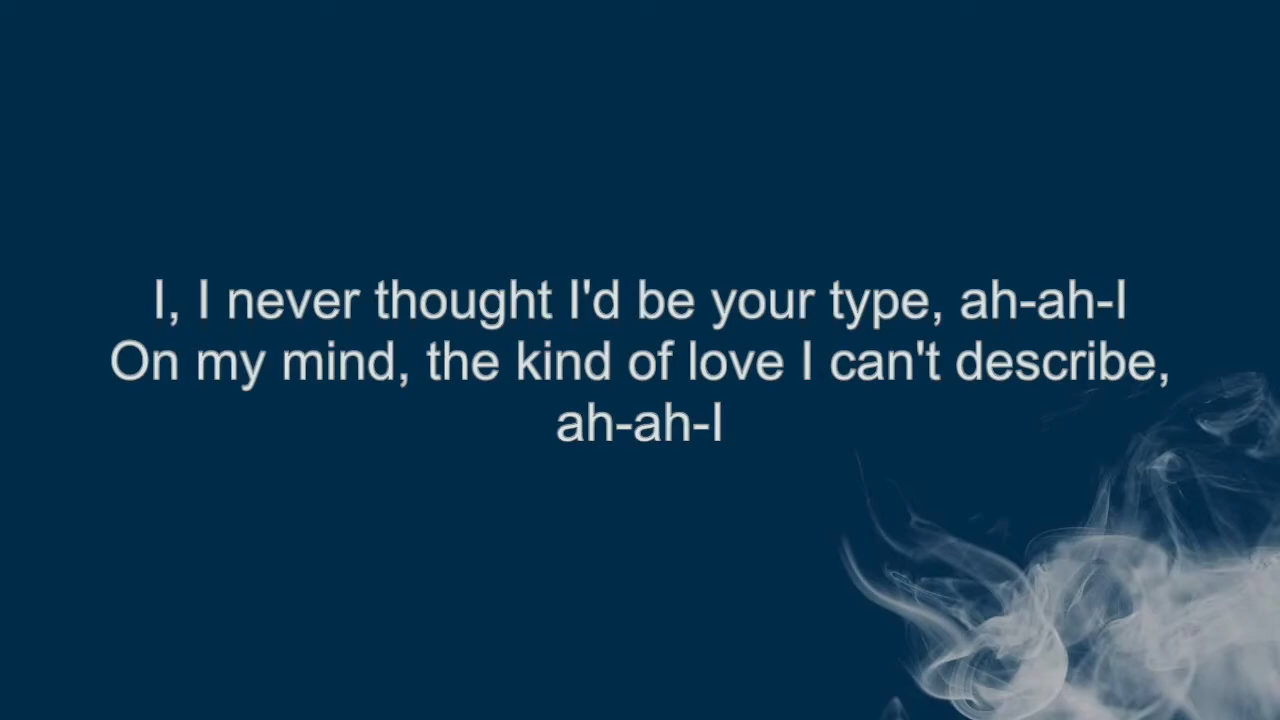 I, I never thought I'd be your type, ah-ah-I
On my mind, the kind of love I can't describe,
ah-ah-I